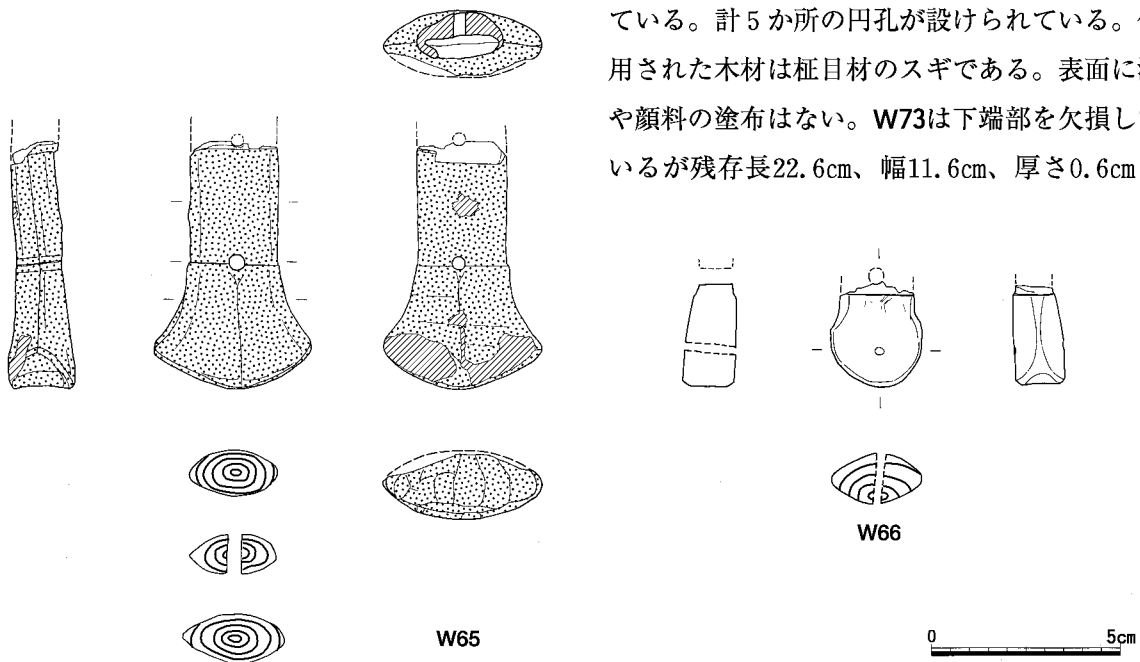 ている。計5か所の円孔が設けられている。
用された木材は柾目材のスギである。表面に
や顔料の塗布はない。W73は下端部を欠損し
いるが残存長22.6cm、幅11.6cm、厚さ0.6cm
W66
W65
0 5cm